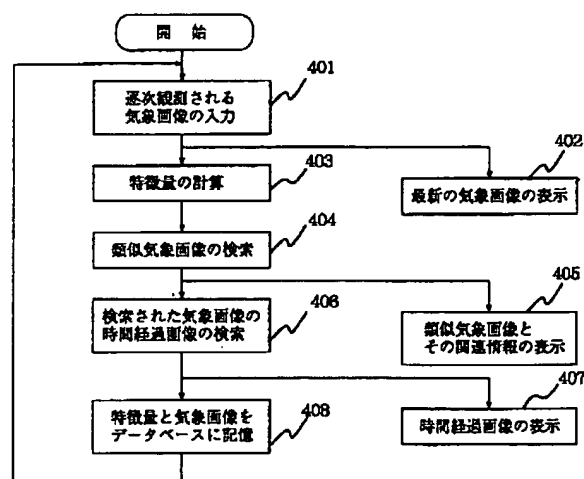 開 始
401
逐次観測される
気象画像の入力
402
403
特徴量の計算
最新の気象画像の表示
404
類似気象画像の検索
405
406
検索された気象画像の
時間経過画像の検索
類似気象画像と
その関連情報の表示
407
特徴量と気象画像を
データベースに記憶
408
時間経過画像の表示